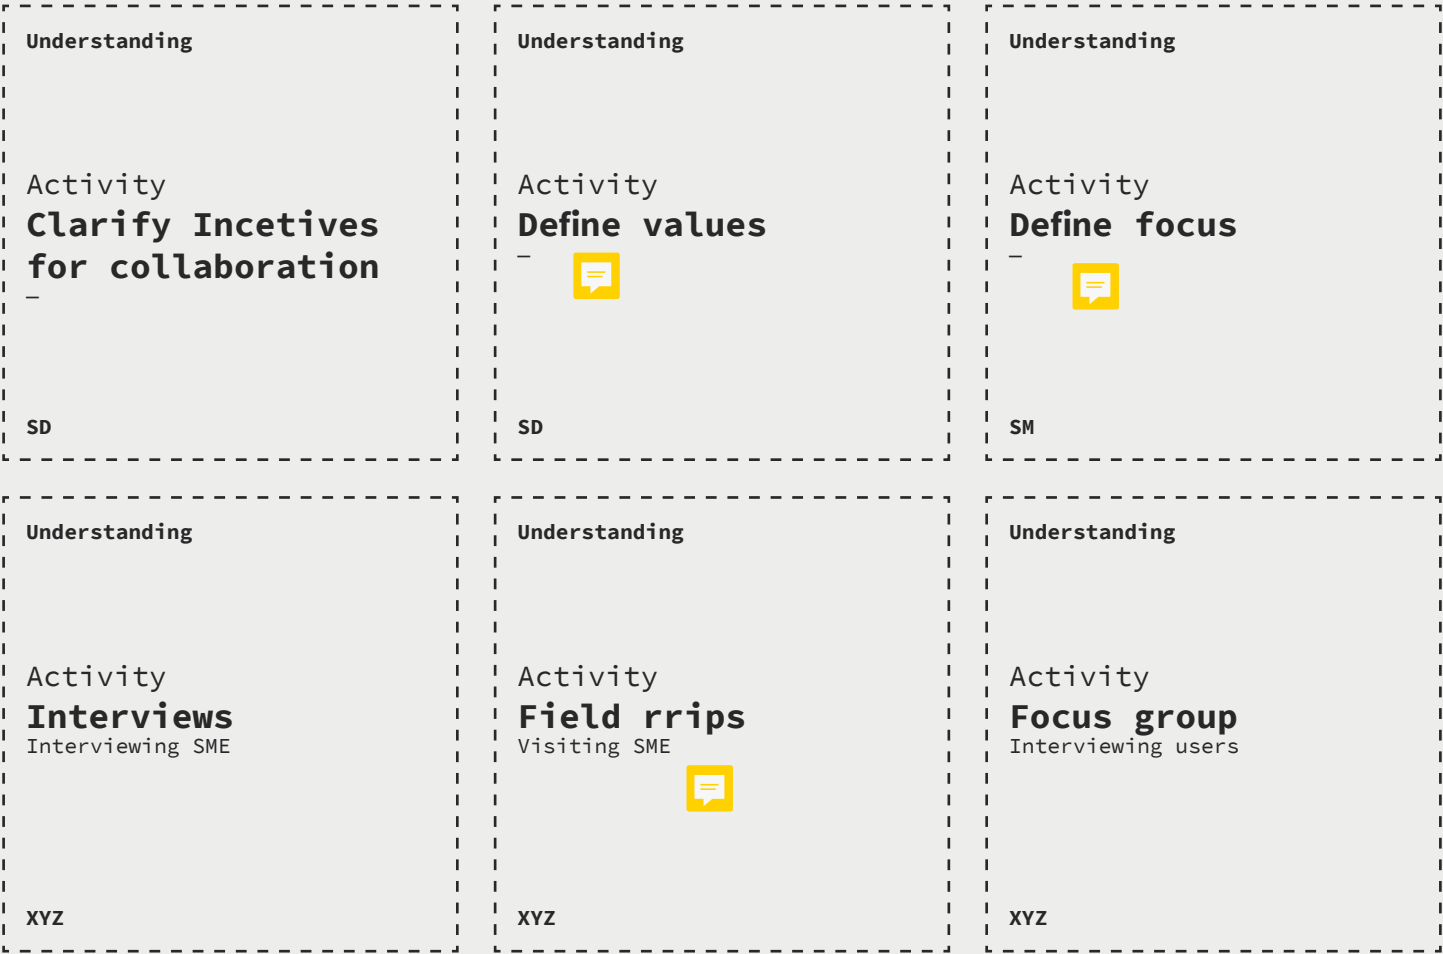 Understanding
Activity
Clarify Incetives
for collaboration
–
SD
Understanding
Activity
Define values
–
SD
Understanding
Activity
Define focus
–
SM
Understanding
Activity
Interviews
Interviewing SME
XYZ
Understanding
Activity
Field rrips
Visiting SME
XYZ
Understanding
Activity
Focus group
Interviewing users
XYZ